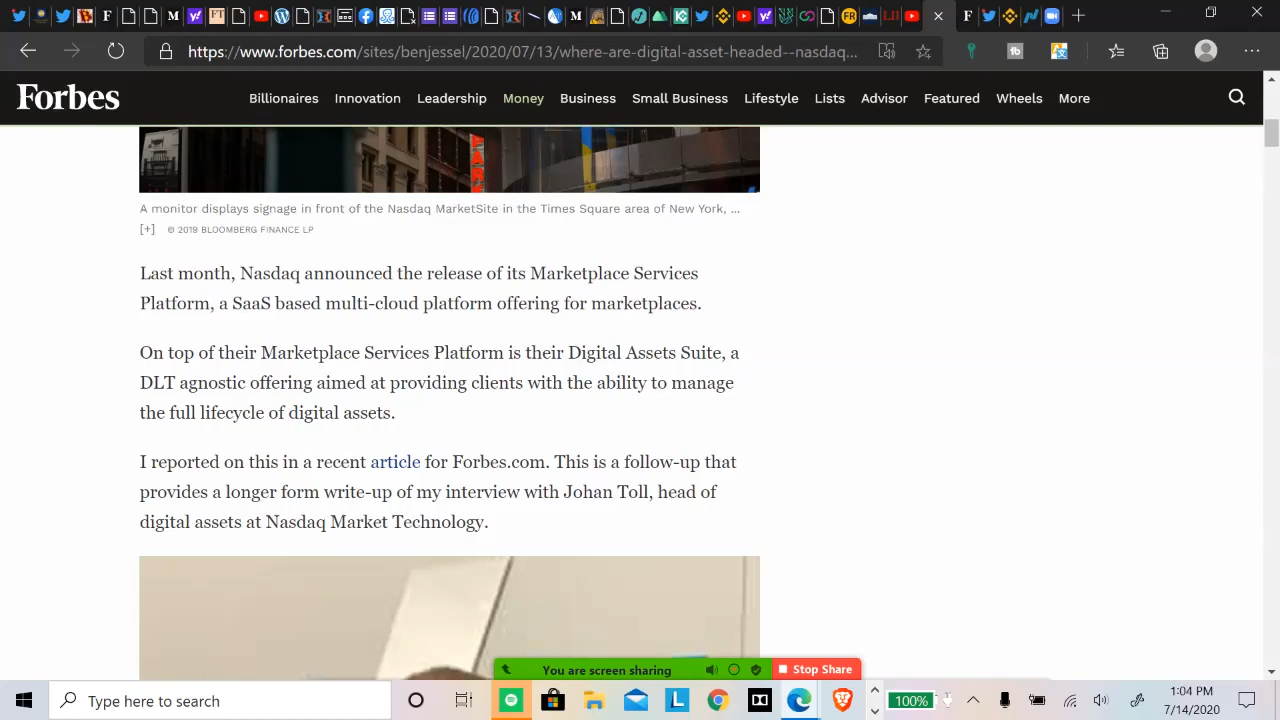 https://www.forbes.com/sites/benjessel/2020/07/13/where-are-digital-asset-headed--nasdaq...
Forbes
Billionaires Innovation Leadership Money Business Small Business Lifestyle Lists Advisor Featured Wheels More
A monitor displays signage in front of the Nasdaq MarketSite in the Times Square area of New York, ...
[+] © 2019 BLOOMBERG FINANCE LP
Last month, Nasdaq announced the release of its Marketplace Services
Platform, a SaaS based multi-cloud platform offering for marketplaces.
On top of their Marketplace Services Platform is their Digital Assets Suite, a
DLT agnostic offering aimed at providing clients with the ability to manage
the full lifecycle of digital assets.
I reported on this in a recent article for Forbes.com. This is a follow-up that
provides a longer form write-up of my interview with Johan Toll, head of
digital assets at Nasdaq Market Technology.
You are screen sharing Stop Share
Type here to search
100%
1:04 PM
7/14/2020